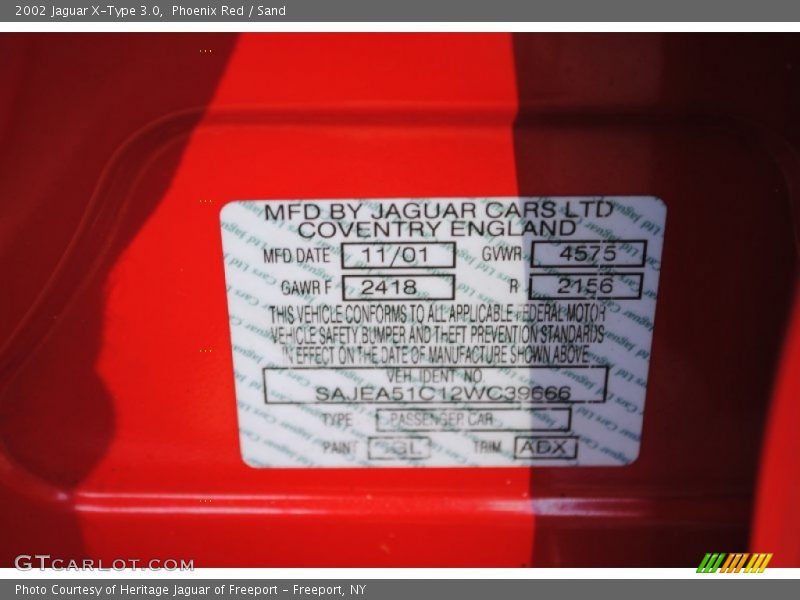 2002 Jaguar X-Type 3.0,  Phoenix Red / Sand
MFD BY JAGUAR CARS LTD
COVENTRY ENGLAND
MFD DATE 11/01 GVWR 4575
GAWR F 2418 R 2156
THIS VEHICLE CONFORMS TO ALL APPLICABLE FEDERAL MOTOR
VEHICLE SAFETY BUMPER AND THEFT PREVENTION STANDARDS
IN EFFECT ON THE DATE OF MANUFACTURE SHOWN ABOVE
VEH. IDENT NO.
SAJEA51C12WC39666
TYPE PASSENGER CAR
PAINT TRIM ADX
GTCARLOT.COM
Photo Courtesy of Heritage Jaguar of Freeport - Freeport, NY